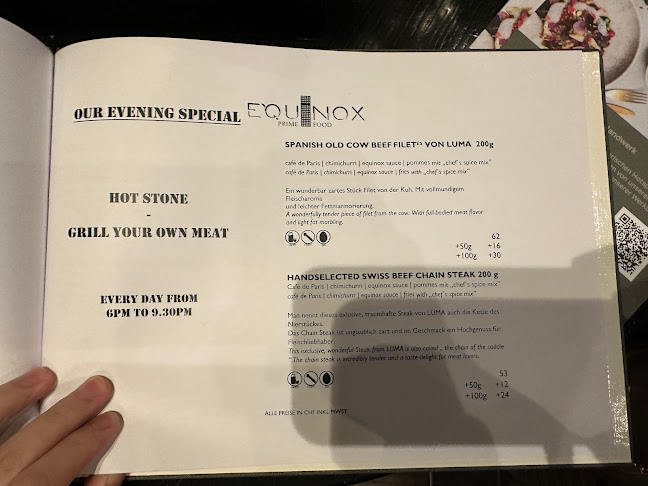 OUR EVENING SPECIAL
HOT STONE
-
GRILL YOUR OWN MEAT
EVERY DAY FROM
6PM TO 9.30PM
EQUINOX
PRIME FOOD
SPANISH OLD COW BEEF FILET VON LUMA 200g
café de Paris | chimichurri | equinox sauce | pommes mit „chef´s spice mix"
café de Paris | chimichurri | equinox sauce | fries with „chef´s spice mix"
Ein wunderbar zartes Stück Filet von der Kuh. Mit vollmundigem
Fleischaroma
und leichter Fettmarmorierung.
A wonderfully tender piece of filet from the cow. With full-bodied meat flavor
and light fat marbling.
62
+50g +16
+100g +30
HANDSELECTED SWISS BEEF CHAIN STEAK 200 g
Café de Paris | chimichurri | equinox sauce | pommes mit „chef´s spice mix"
café de Paris | chimichurri | equinox sauce | fries with „chef´s spice mix"
Man nennt dieses exlusive, traumhafte Steak von LUMA auch die Kette des
Nierstückes.
Das Chain Steak ist unglaublich zart und im Geschmack ein Hochgenuss für
Fleischliebhaber.
This exclusive, wonderful Steak from LUMA is also called „ the chain of the saddle
"The chain steak is incredibly tender and a taste delight for meat lovers.
53
+50g +12
+100g +24
ALLE PREISE IN CHF INKL MWST